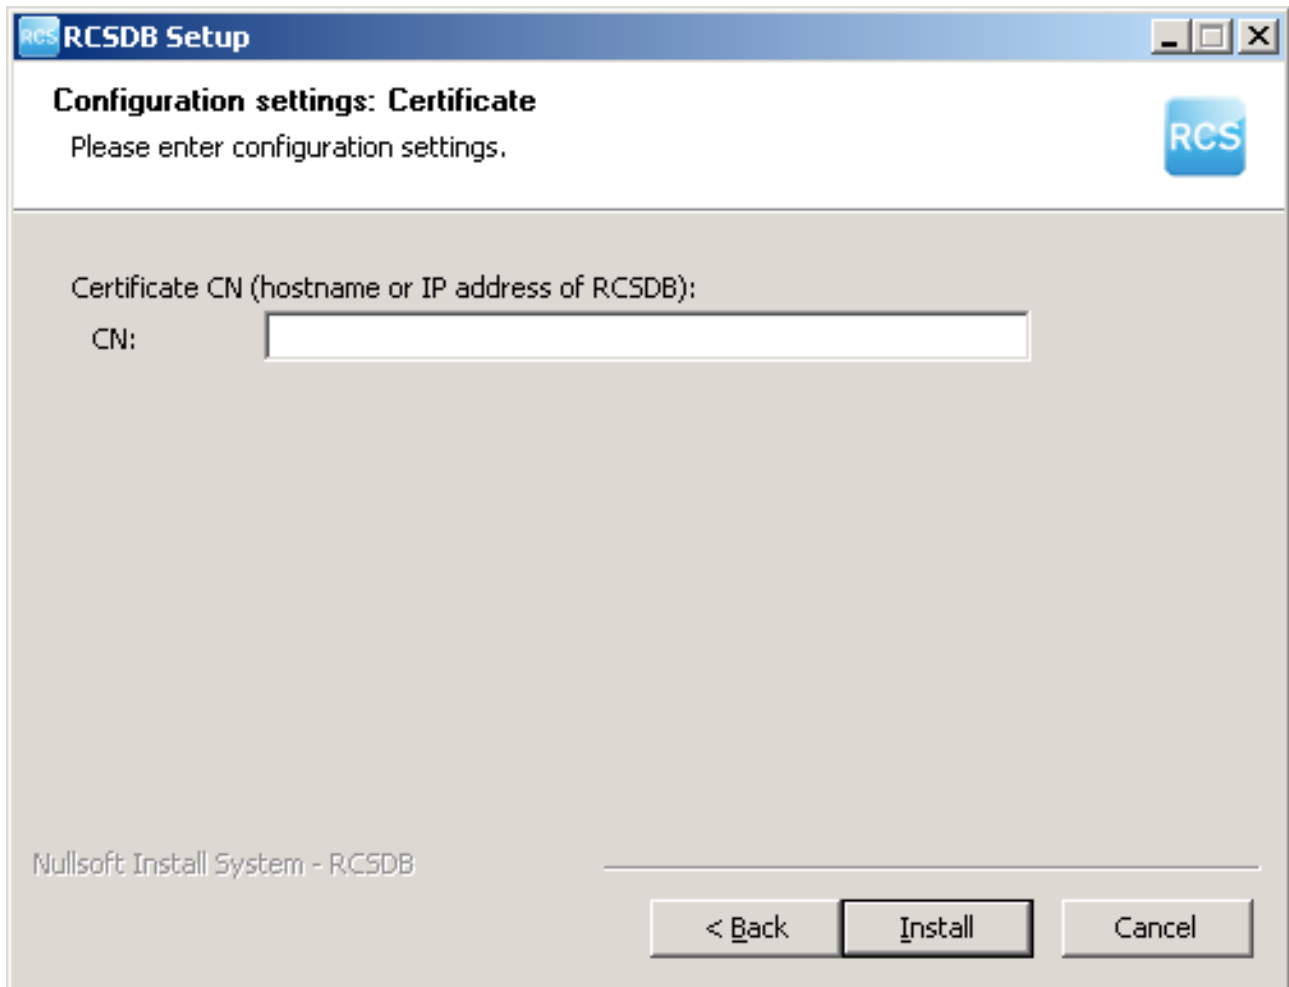 RCS RCSDB Setup
Configuration settings: Certificate
Please enter configuration settings.
RCS
Certificate CN (hostname or IP address of RCSDB):
CN:
Nullsoft Install System - RCSDB
< Back Install Cancel